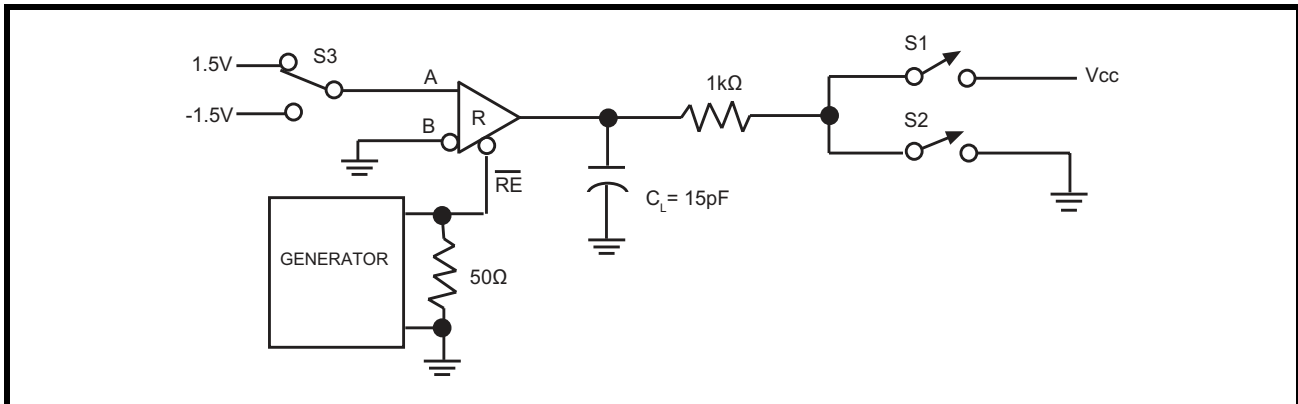 1.5V
S3
-1.5V
A
B
R
RE
GENERATOR
50Ω
C_L= 15pF
1kΩ
S1
Vcc
S2